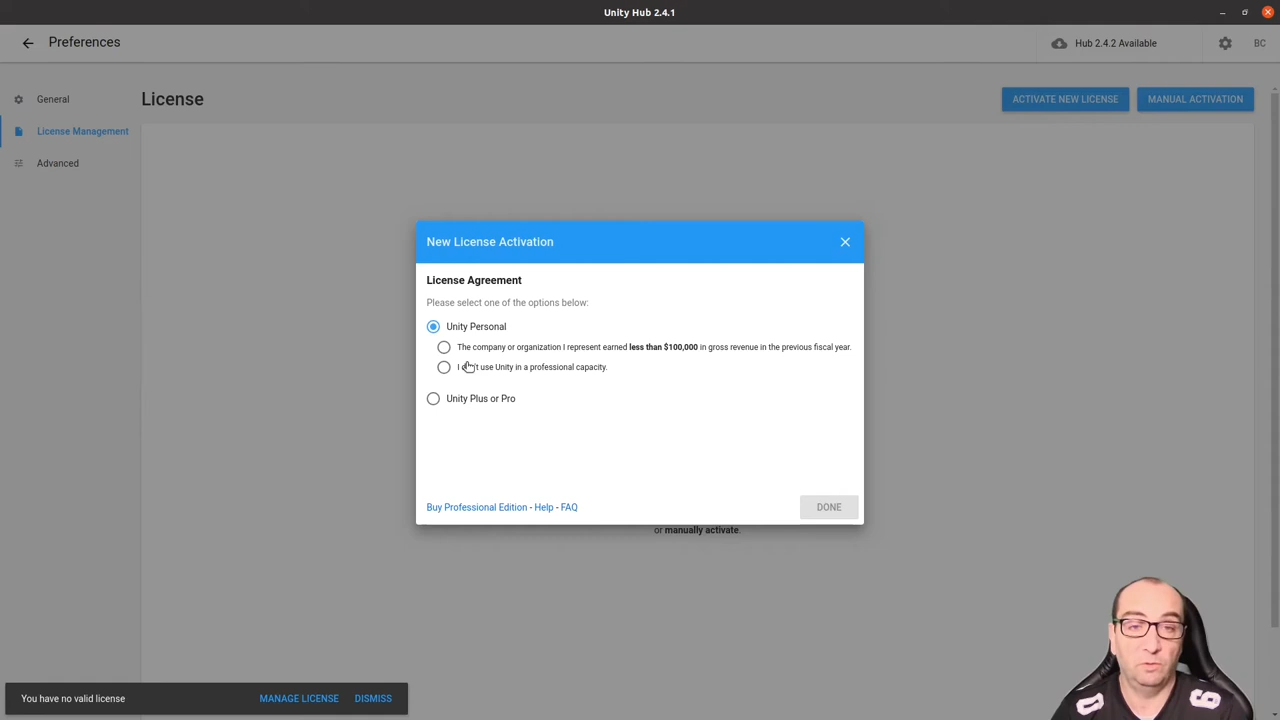 Unity Hub 2.4.1
Preferences
Hub 2.4.2 Available
BC
General
License
ACTIVATE NEW LICENSE
MANUAL ACTIVATION
License Management
Advanced
New License Activation
License Agreement
Please select one of the options below:
Unity Personal
The company or organization I represent earned less than $100,000 in gross revenue in the previous fiscal year.
I use Unity in a professional capacity.
Unity Plus or Pro
Buy Professional Edition - Help - FAQ
DONE
or manually activate.
You have no valid license
MANAGE LICENSE
DISMISS